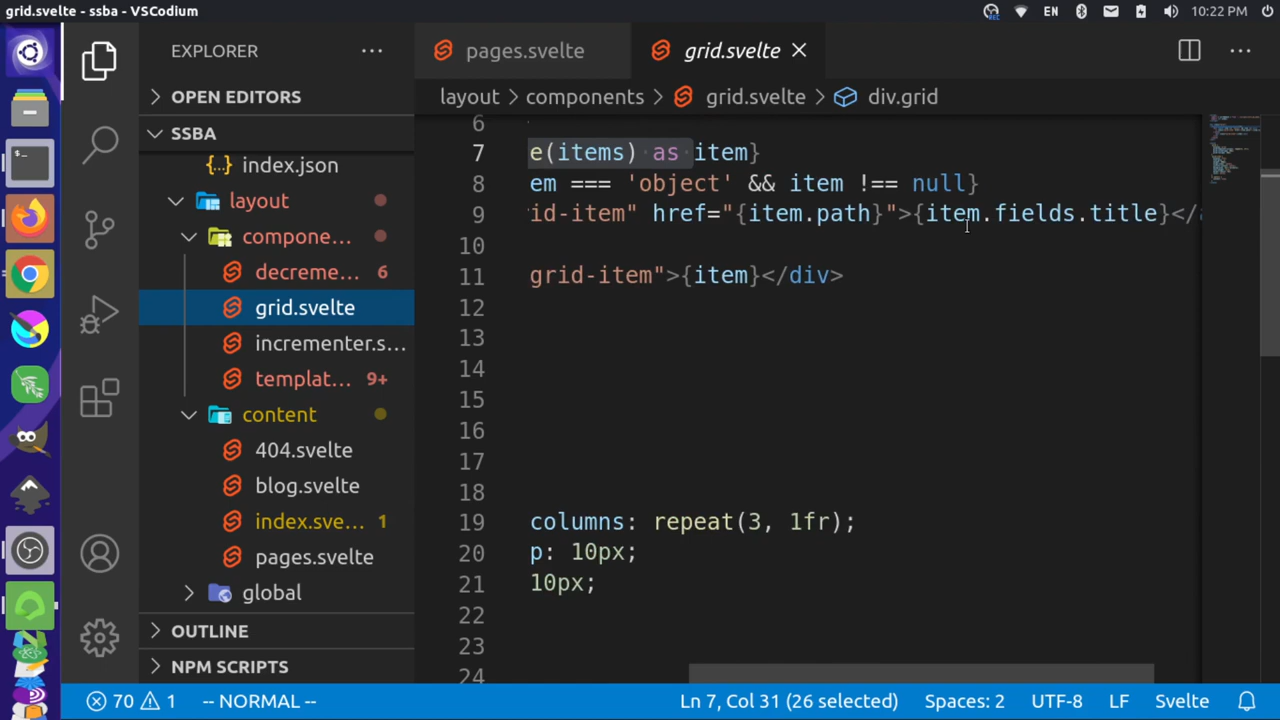 grid.svelte - ssba - VSCodium
REC
EN
10:22 PM
EXPLORER
OPEN EDITORS
SSBA
{..} index.json
layout
compone...
decreme... 6
grid.svelte
incrementer.s...
templat... 9+
content
404.svelte
blog.svelte
index.sve... 1
pages.svelte
global
OUTLINE
NPM SCRIPTS
pages.svelte
grid.svelte
layout > components > grid.svelte > div.grid
6
7 e(items) as item}
8 em === 'object' && item !== null}
9 id-item" href="{item.path}">{item.fields.title}</a
10
11 grid-item">{item}</div>
12
13
14
15
16
17
18
19 columns: repeat(3, 1fr);
20 p: 10px;
21 10px;
22
23
24
70 1 -- NORMAL -- Ln 7, Col 31 (26 selected) Spaces: 2 UTF-8 LF Svelte